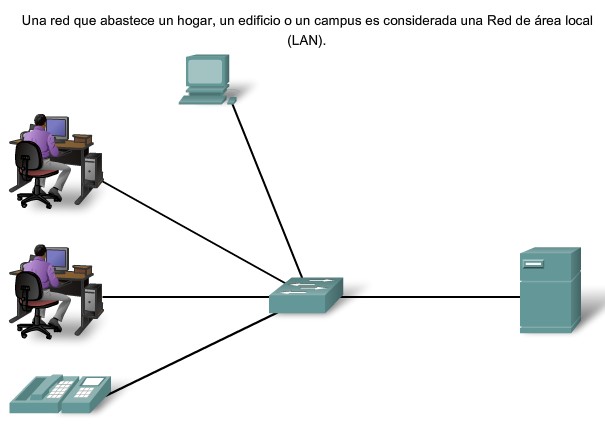 Una red que abastece un hogar, un edificio o un campus es considerada una Red de área local
(LAN).